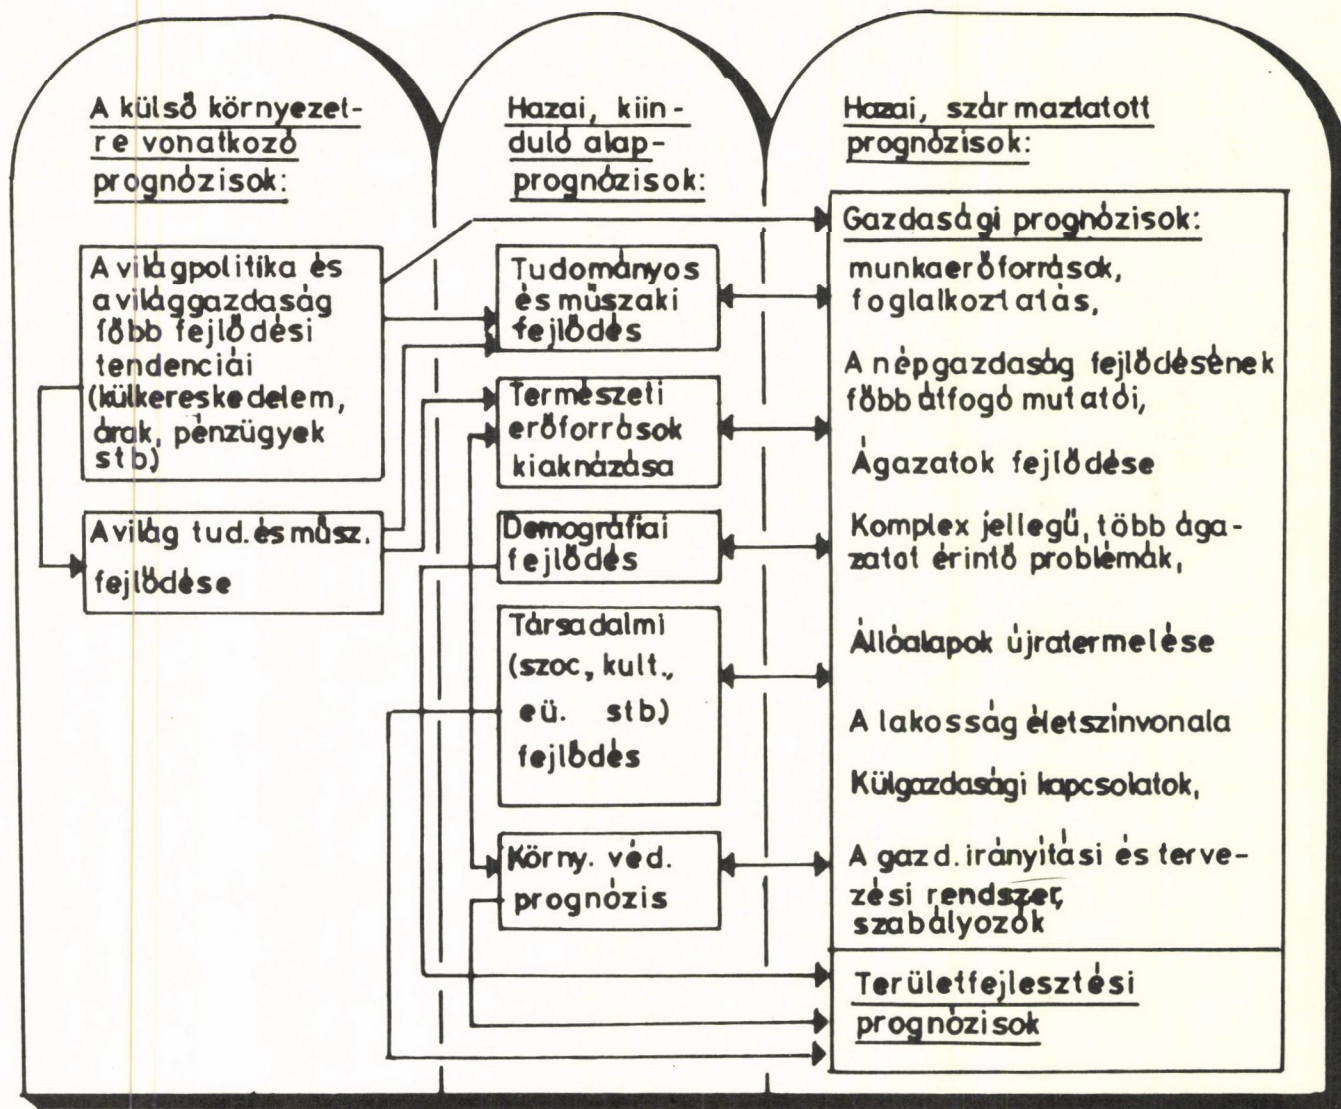 A külső környezet-
re vonatkozó
prognózisok:
A világpolitika és
a világgazdaság
főbb fejlődési
tendenciái
(külkereskedelem,
árak, pénzügyek
stb.)
A világ tud. és műsz.
fejlődése
Hazai, kiin-
duló alap-
prognózisok:
Tudományos
és műszaki
fejlődés
Természeti
erőforrások
kiaknázása
Demográfiai
fejlődés
Társadalmi
(szoc., kult.,
eü. stb.)
fejlődés
Körny. véd.
prognózis
Hazai, származtatott
prognózisok:
Gazdasági prognózisok:
munkaerőforrások,
foglalkoztatás,
A népgazdaság fejlődésének
főbb átfogó mutatói,
Ágazatok fejlődése
Komplex jellegű, több ága-
zatot érintő problémák,
Állóalapok újratermelése
A lakosság életszínvonala
Külgazdasági kapcsolatok,
A gazd. irányítási és terve-
zési rendszer,
szabályozók
Területfejlesztési
prognózisok